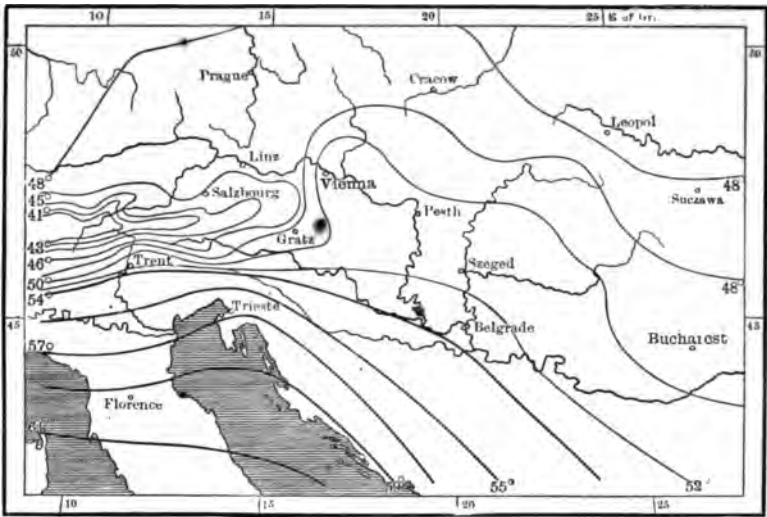 10 15 20 25 E of Gr.
50 50
Prague
Cracow
Leopol
Linz
48°
Vienna
45°
Salzbourg
48
Suczawa
41°
Pesth
Gratz
43°
46°
Trent
Szeged
50°
48°
54°
45 Trieste 45
Belgrade
Bucharest
57°
Florence
55° 52
10 15 20 25